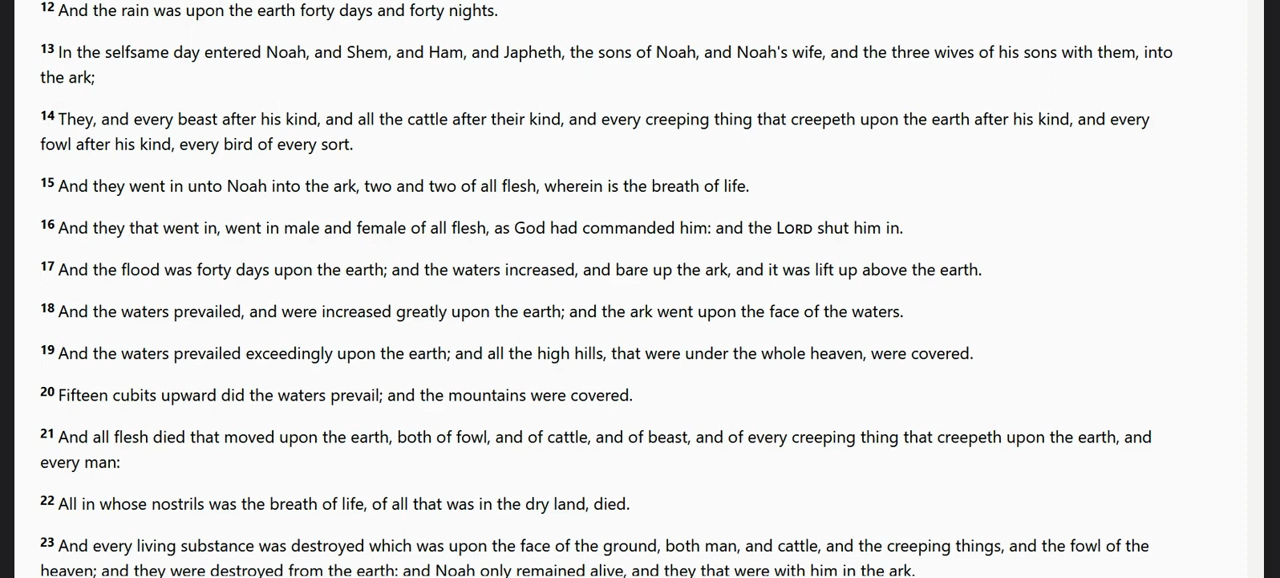 12 And the rain was upon the earth forty days and forty nights.
13 In the selfsame day entered Noah, and Shem, and Ham, and Japheth, the sons of Noah, and Noah's wife, and the three wives of his sons with them, into
the ark;
14 They, and every beast after his kind, and all the cattle after their kind, and every creeping thing that creepeth upon the earth after his kind, and every
fowl after his kind, every bird of every sort.
15 And they went in unto Noah into the ark, two and two of all flesh, wherein is the breath of life.
16 And they that went in, went in male and female of all flesh, as God had commanded him: and the LORD shut him in.
17 And the flood was forty days upon the earth; and the waters increased, and bare up the ark, and it was lift up above the earth.
18 And the waters prevailed, and were increased greatly upon the earth; and the ark went upon the face of the waters.
19 And the waters prevailed exceedingly upon the earth; and all the high hills, that were under the whole heaven, were covered.
20 Fifteen cubits upward did the waters prevail; and the mountains were covered.
21 And all flesh died that moved upon the earth, both of fowl, and of cattle, and of beast, and of every creeping thing that creepeth upon the earth, and
every man:
22 All in whose nostrils was the breath of life, of all that was in the dry land, died.
23 And every living substance was destroyed which was upon the face of the ground, both man, and cattle, and the creeping things, and the fowl of the
heaven; and they were destroyed from the earth: and Noah only remained alive, and they that were with him in the ark.